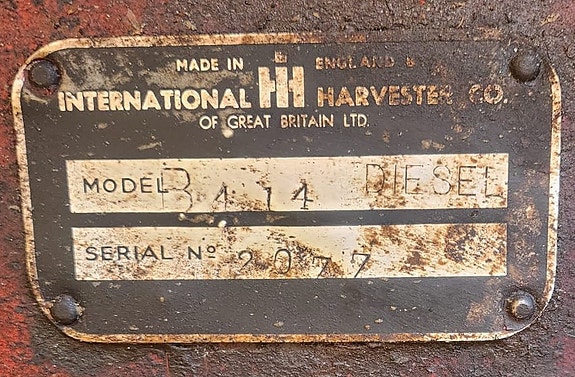 MADE IN ENGLAND BY
INTERNATIONAL IH HARVESTER CO.
OF GREAT BRITAIN LTD.
MODEL B414 DIESEL
SERIAL Nº 2077